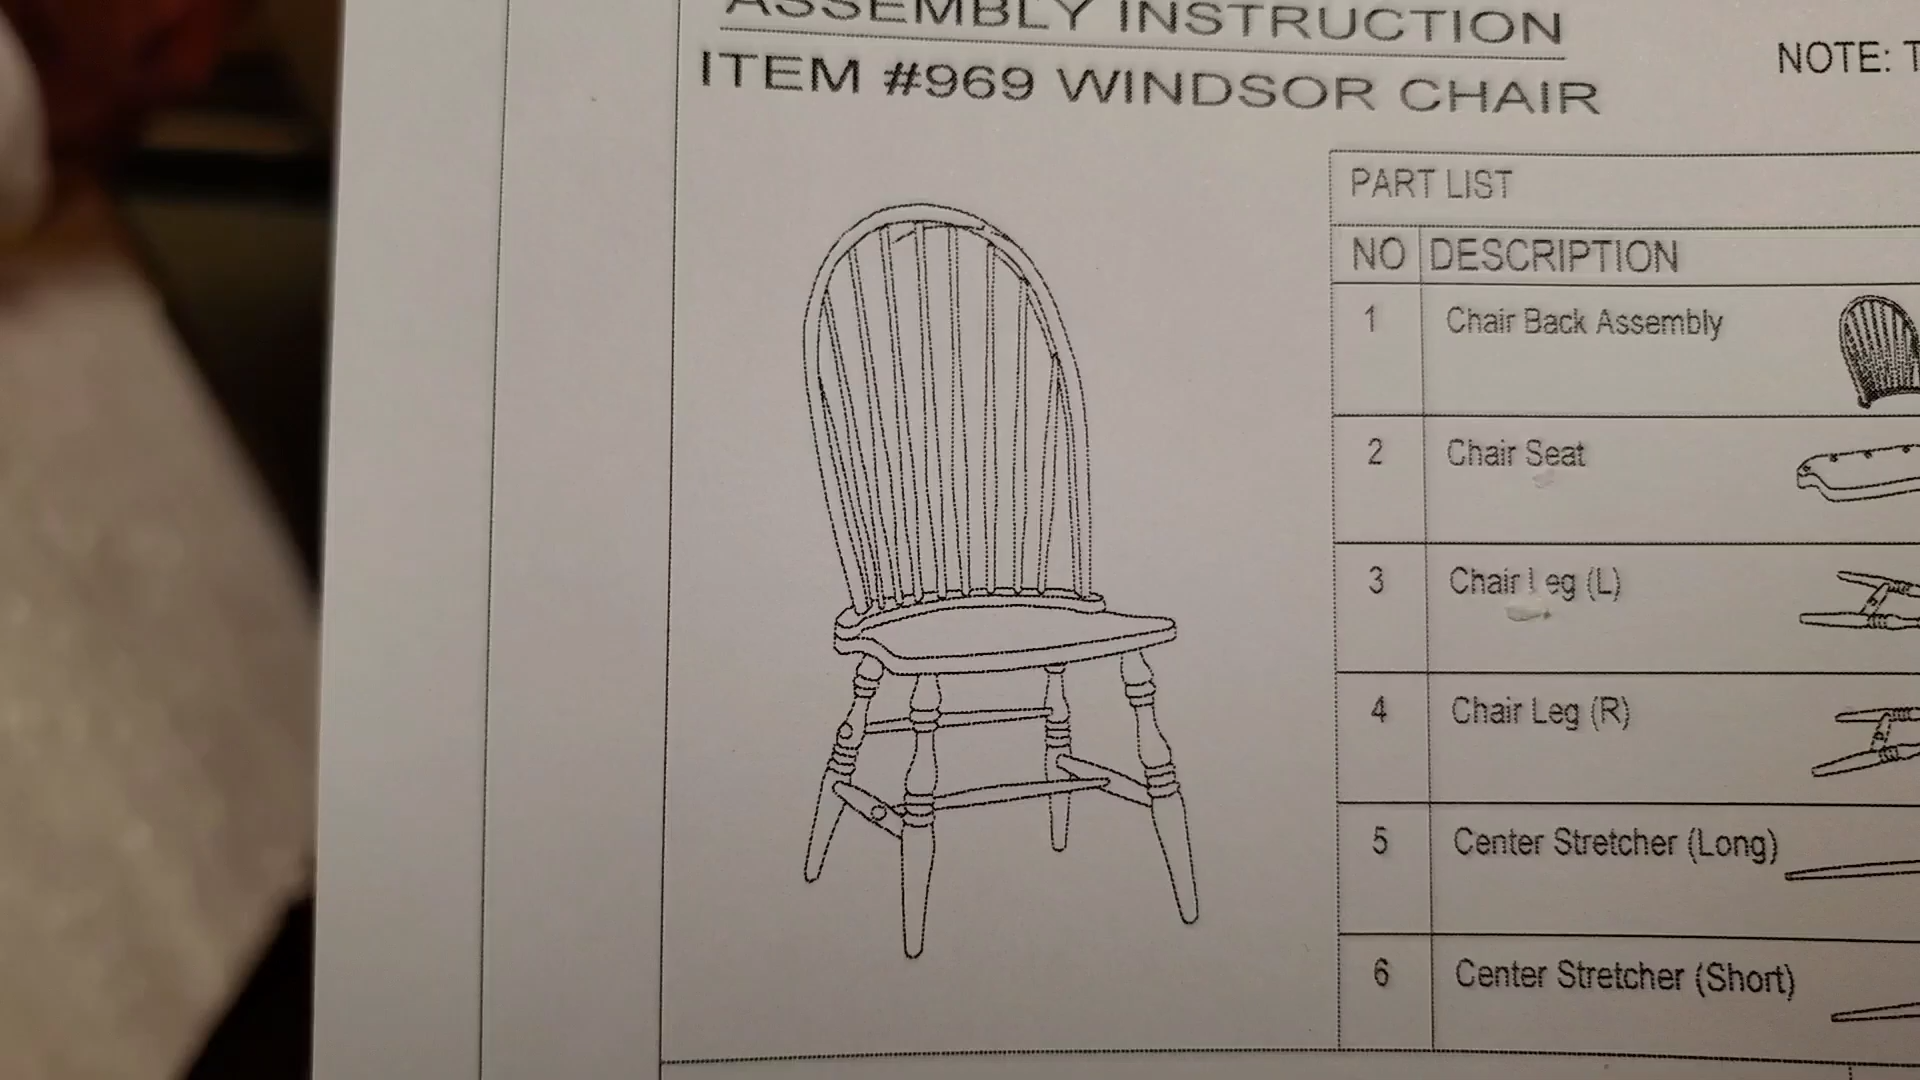 ASSEMBLY INSTRUCTION
ITEM #969 WINDSOR CHAIR
NOTE:
PART LIST
NO DESCRIPTION
1 Chair Back Assembly
2 Chair Seat
3 Chair Leg (L)
4 Chair Leg (R)
5 Center Stretcher (Long)
6 Center Stretcher (Short)